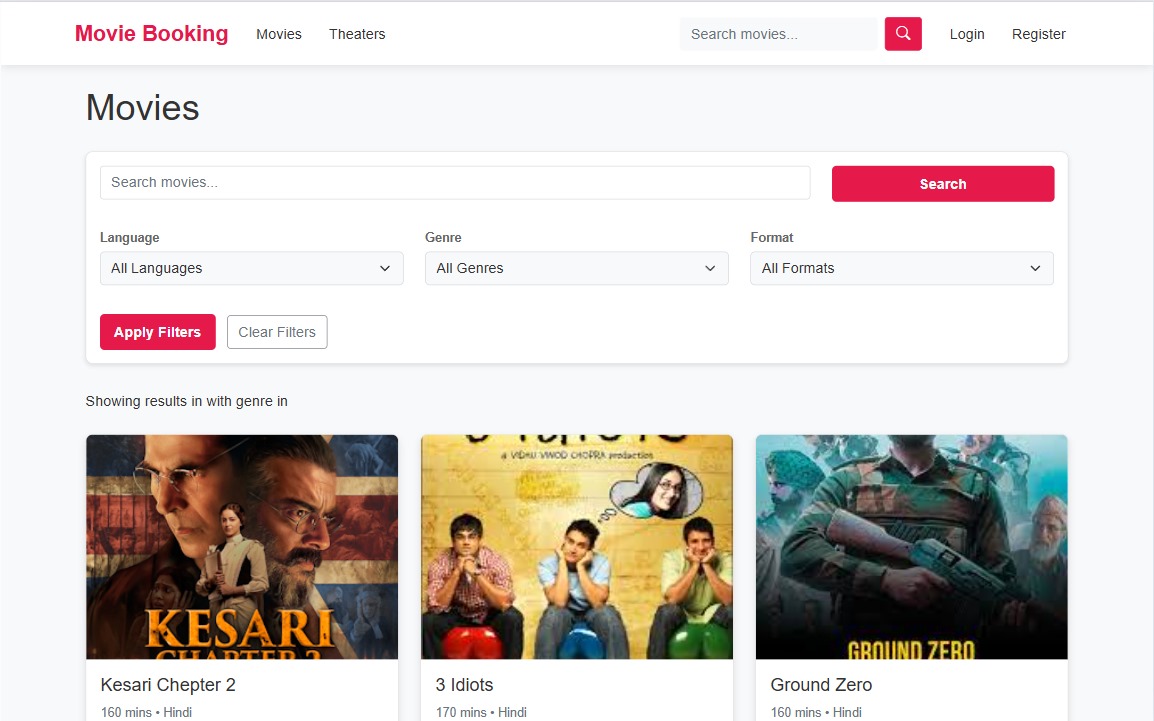 Movie Booking Movies Theaters Search movies... Login Register
Movies
Search movies... Search
Language Genre Format
All Languages All Genres All Formats
Apply Filters Clear Filters
Showing results in with genre in
a VIDHU VINOD CHOPRA production
KESARI
CHAPTER 2
GROUND ZERO
Kesari Chepter 2 3 Idiots Ground Zero
160 mins • Hindi 170 mins • Hindi 160 mins • Hindi